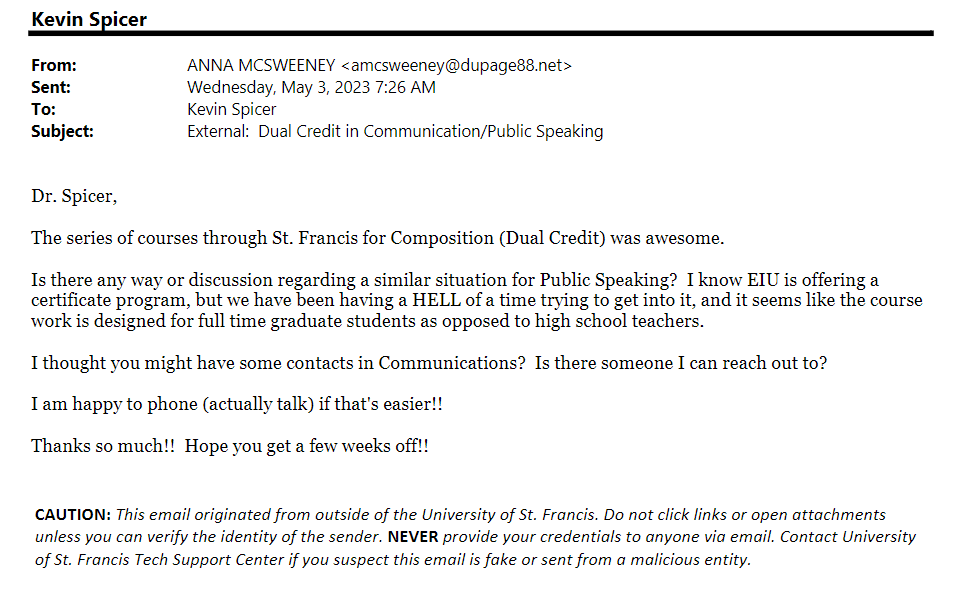 Kevin Spicer
From: ANNA MCSWEENEY <amcsweeney@dupage88.net>
Sent: Wednesday, May 3, 2023 7:26 AM
To: Kevin Spicer
Subject: External:  Dual Credit in Communication/Public Speaking
Dr. Spicer,
The series of courses through St. Francis for Composition (Dual Credit) was awesome.
Is there any way or discussion regarding a similar situation for Public Speaking?  I know EIU is offering a
certificate program, but we have been having a HELL of a time trying to get into it, and it seems like the course
work is designed for full time graduate students as opposed to high school teachers.
I thought you might have some contacts in Communications?  Is there someone I can reach out to?
I am happy to phone (actually talk) if that's easier!!
Thanks so much!!  Hope you get a few weeks off!!
CAUTION: This email originated from outside of the University of St. Francis. Do not click links or open attachments
unless you can verify the identity of the sender. NEVER provide your credentials to anyone via email. Contact University
of St. Francis Tech Support Center if you suspect this email is fake or sent from a malicious entity.